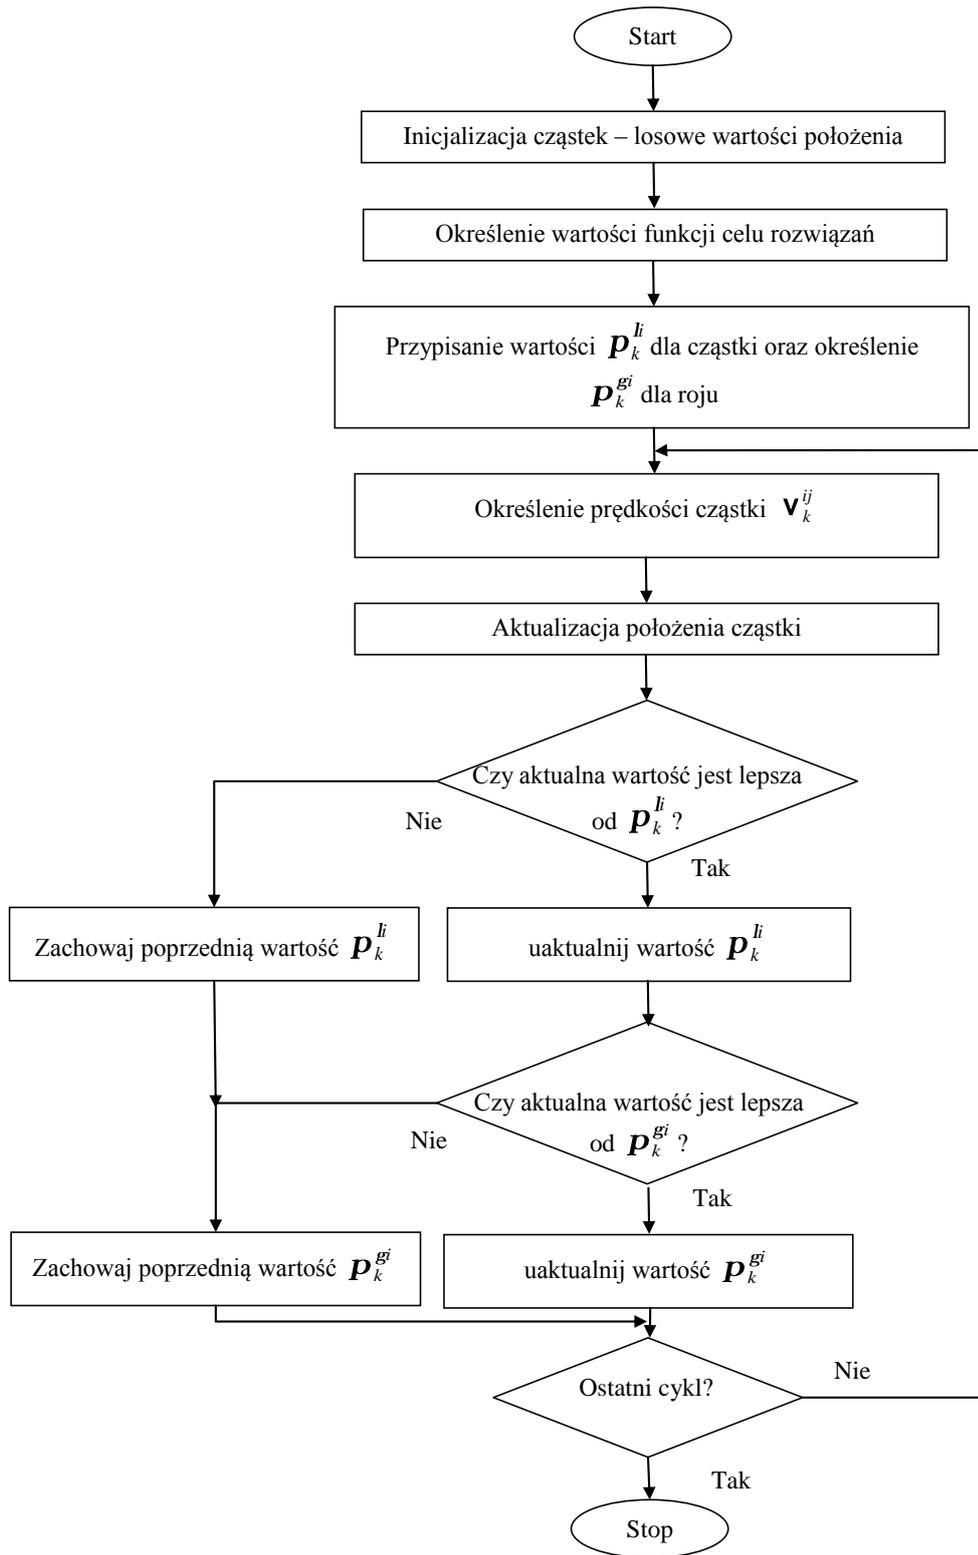 Start
Inicjalizacja cząstek – losowe wartości położenia
Określenie wartości funkcji celu rozwiązań
Przypisanie wartości p_k^{li} dla cząstki oraz określenie
p_k^{gi} dla roju
Określenie prędkości cząstki v_k^{ij}
Aktualizacja położenia cząstki
Czy aktualna wartość jest lepsza
od p_k^{li} ?
Nie
Tak
Zachowaj poprzednią wartość p_k^{li}
uaktualnij wartość p_k^{li}
Czy aktualna wartość jest lepsza
od p_k^{gi} ?
Nie
Tak
Zachowaj poprzednią wartość p_k^{gi}
uaktualnij wartość p_k^{gi}
Ostatni cykl?
Nie
Tak
Stop